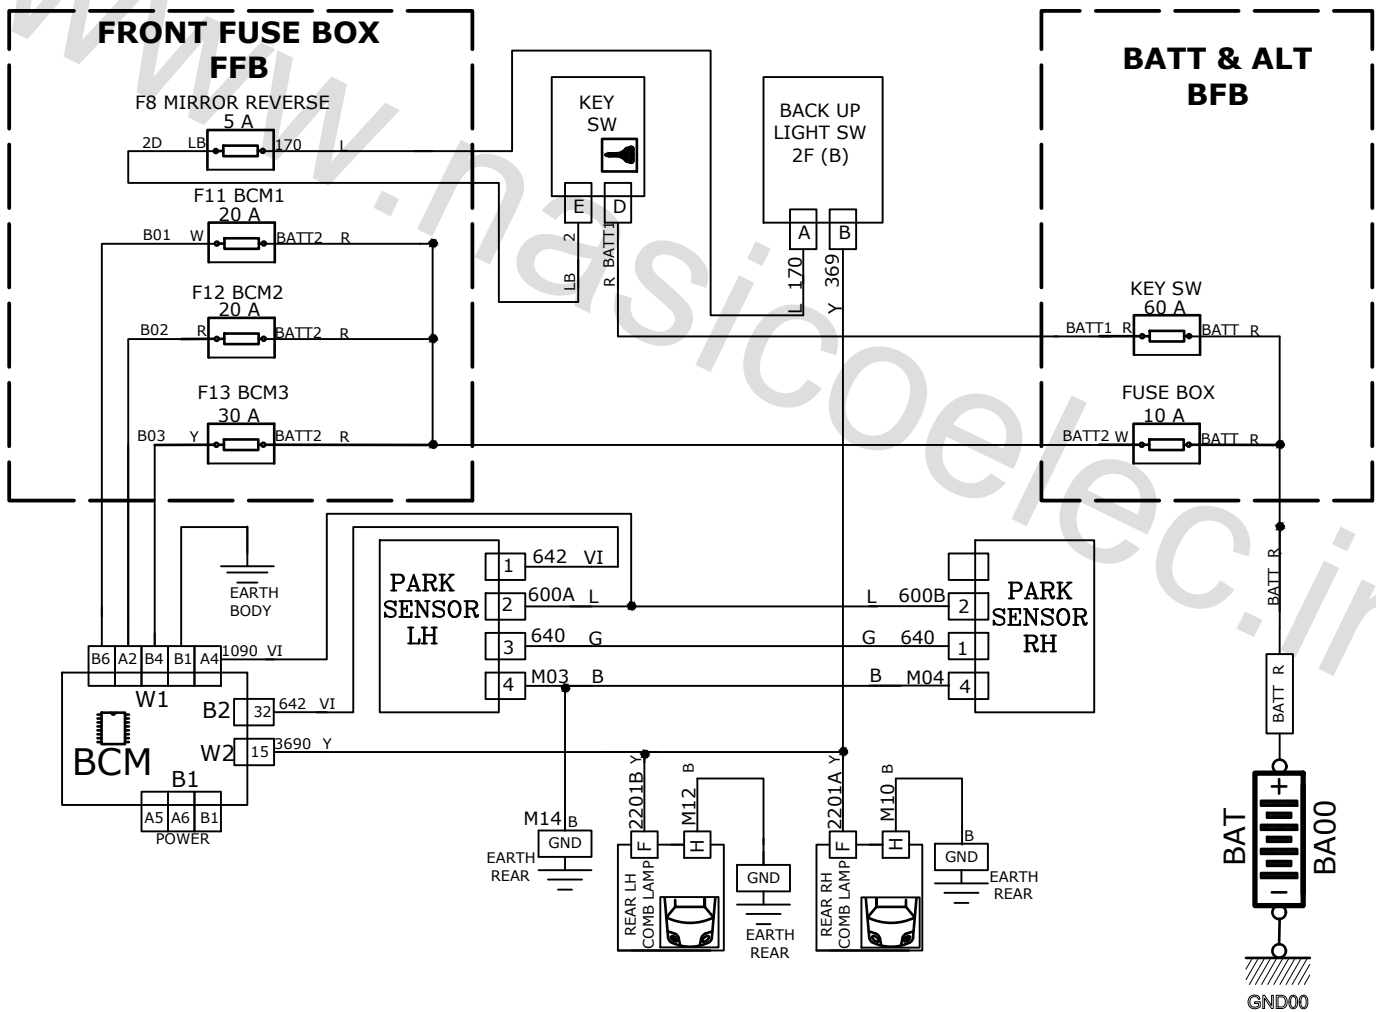 www.nasicoelec.ir
FRONT FUSE BOX
FFB
F8 MIRROR REVERSE
5 A
2D LB 170 L
F11 BCM1
20 A
B01 W BATT2 R
F12 BCM2
20 A
B02 R BATT2 R
F13 BCM3
30 A
B03 Y BATT2 R
KEY
SW
E D
LB 2
R BATT1
BACK UP
LIGHT SW
2F (B)
A B
L 170
Y 369
BATT & ALT
BFB
KEY SW
60 A
BATT1 R BATT R
FUSE BOX
10 A
BATT2 W BATT R
BATT R
BATT R
EARTH
BODY
B6 A2 B4 B1 A4
1090 VI
W1
B2 32 642 VI
W2 15 3690 Y
BCM
B1
A5 A6 B1
POWER
PARK
SENSOR
LH
1 642 VI
2 600A L
3 640 G
4 M03 B
PARK
SENSOR
RH
L 600B 2
G 640 1
B M04 4
M14 B
GND
EARTH
REAR
2201B Y
M12 B
F H
REAR LH
COMB LAMP
GND
EARTH
REAR
2201A Y
M10 B
F H
REAR RH
COMB LAMP
B
GND
EARTH
REAR
BAT
+
−
BA00
GND00